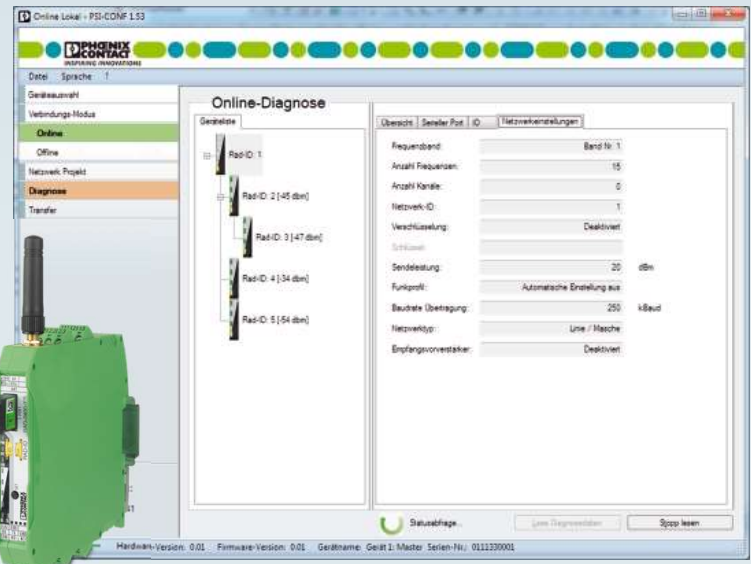 Online Lokal - PSI-CONF 1.53
PHŒNIX
CONTACT
INSPIRING INNOVATIONS
Datei Sprache ?
Geräteauswahl
Verbindungs-Modus
Online
Offline
Netzwerk Projekt
Diagnose
Transfer
Online-Diagnose
Geräteliste
Rad-ID: 1
Rad-ID: 2 [-45 dbm]
Rad-ID: 3 [-47 dbm]
Rad-ID: 4 [-34 dbm]
Rad-ID: 5 [-54 dbm]
Übersicht Serieller Port IO Netzwerkeinstellungen
Frequenzband: Band Nr. 1
Anzahl Frequenzen: 15
Anzahl Kanäle: 0
Netzwerk-ID: 1
Verschlüsselung: Deaktiviert
Schlüssel:
Sendeleistung: 20 dBm
Funkprofil: Automatische Einstellung aus
Baudrate Übertragung: 250 kBaud
Netzwerktyp: Linie / Masche
Empfangsvorverstärker: Deaktiviert
Statusabfrage...
Lese Diagnosedaten
Stopp lesen
Hardware-Version: 0.01 Firmware-Version: 0.01 Gerätname: Gerät 1: Master Serien-Nr.: 0111330001